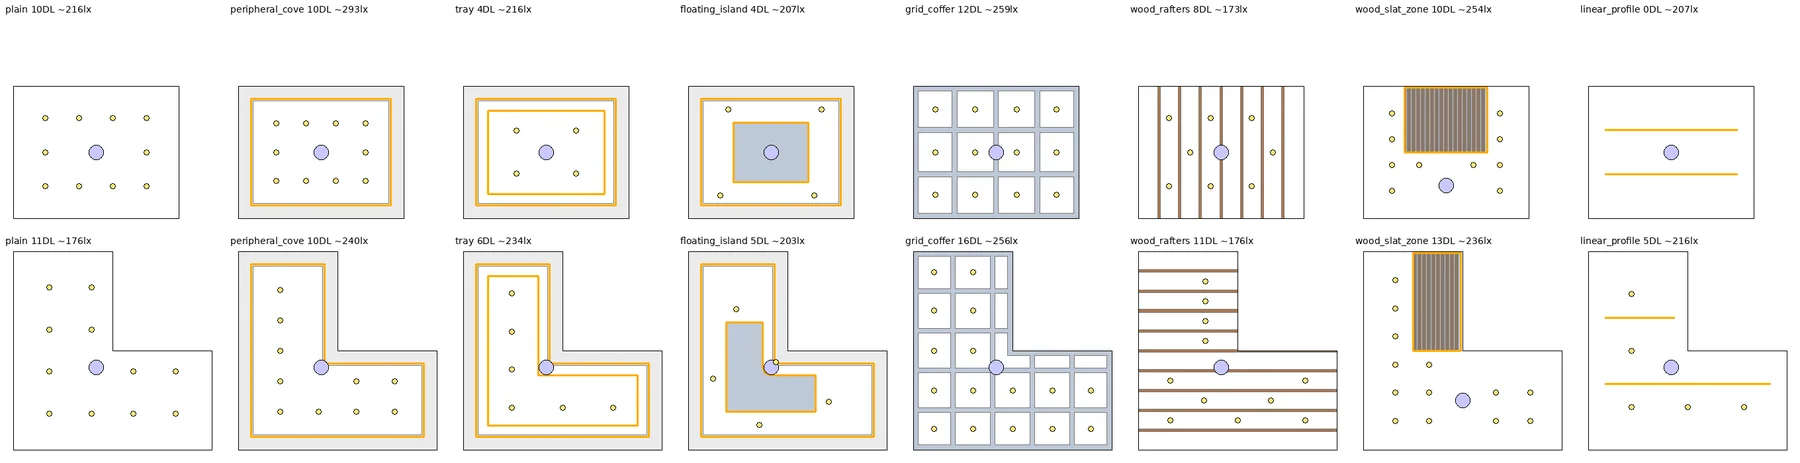 plain 10DL ~216lx
peripheral_cove 10DL ~293lx
tray 4DL ~216lx
floating_island 4DL ~207lx
grid_coffer 12DL ~259lx
wood_rafters 8DL ~173lx
wood_slat_zone 10DL ~254lx
linear_profile 0DL ~207lx
plain 11DL ~176lx
peripheral_cove 10DL ~240lx
tray 6DL ~234lx
floating_island 5DL ~203lx
grid_coffer 16DL ~256lx
wood_rafters 11DL ~176lx
wood_slat_zone 13DL ~236lx
linear_profile 5DL ~216lx